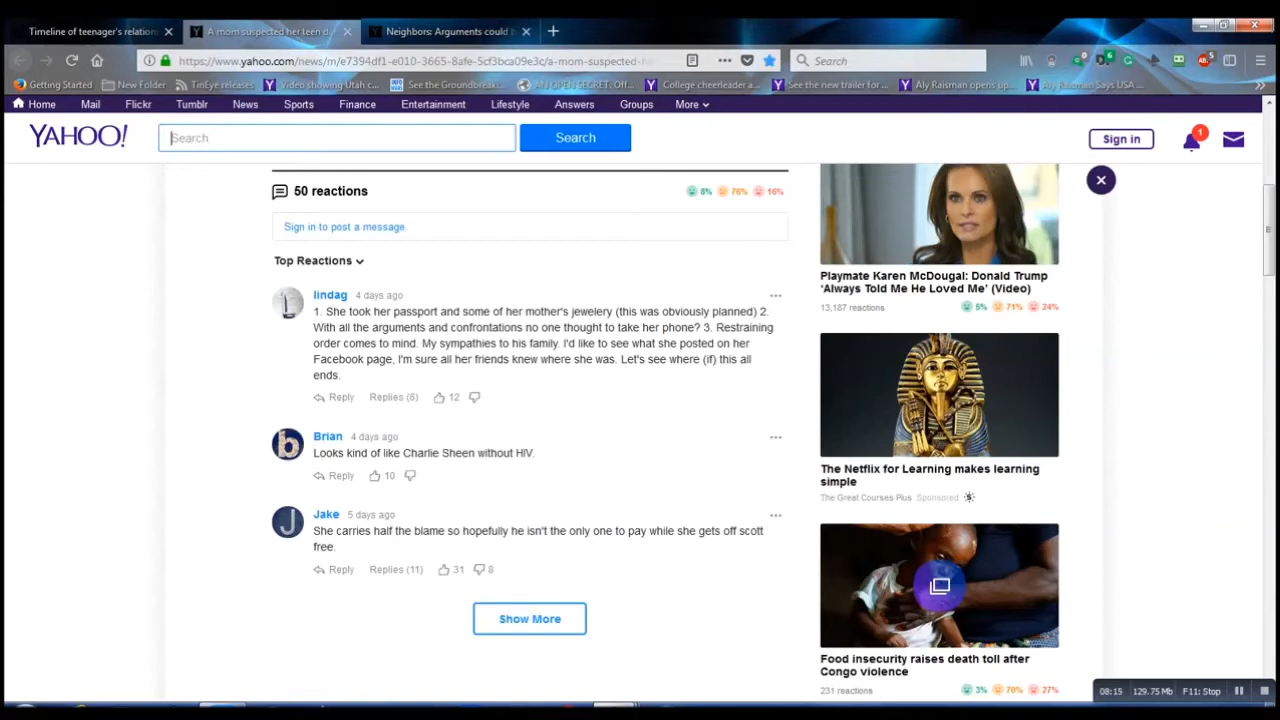 Timeline of teenager's relation
A mom suspected her teen d
Neighbors: Arguments could b
https://www.yahoo.com/news/m/e7394df1-e010-3665-8afe-5cf3bca09e3c/a-mom-suspected-he
Search
Getting Started
New Folder
TinEye Results
Video showing Utah c...
See the Groundbreak...
AN OPEN SECRET: Ofi...
College cheerleader c...
See the new trailer for ...
Aly Raisman opens up...
Aly Raisman Says USA ...
Home Mail Flickr Tumblr News Sports Finance Entertainment Lifestyle Answers Groups More
YAHOO!
Search
Search
Sign in
1
50 reactions
8% 76% 16%
Sign in to post a message.
Top Reactions
lindag 4 days ago
1. She took her passport and some of her mother's jewelery (this was obviously planned) 2.
With all the arguments and confrontations no one thought to take her phone? 3. Restraining
order comes to mind. My sympathies to his family. I'd like to see what she posted on her
Facebook page, I'm sure all her friends knew where she was. Let's see where (if) this all
ends.
Reply Replies (6) 12
Brian 4 days ago
Looks kind of like Charlie Sheen without HIV.
Reply 10
Jake 5 days ago
She carries half the blame so hopefully he isn't the only one to pay while she gets off scott
free.
Reply Replies (11) 31 8
Show More
Playmate Karen McDougal: Donald Trump
‘Always Told Me He Loved Me’ (Video)
13,187 reactions
5% 71% 24%
The Netflix for Learning makes learning
simple
The Great Courses Plus Sponsored
Food insecurity raises death toll after
Congo violence
231 reactions
3% 70% 27%
08:15 129.75 Mb F11: Stop